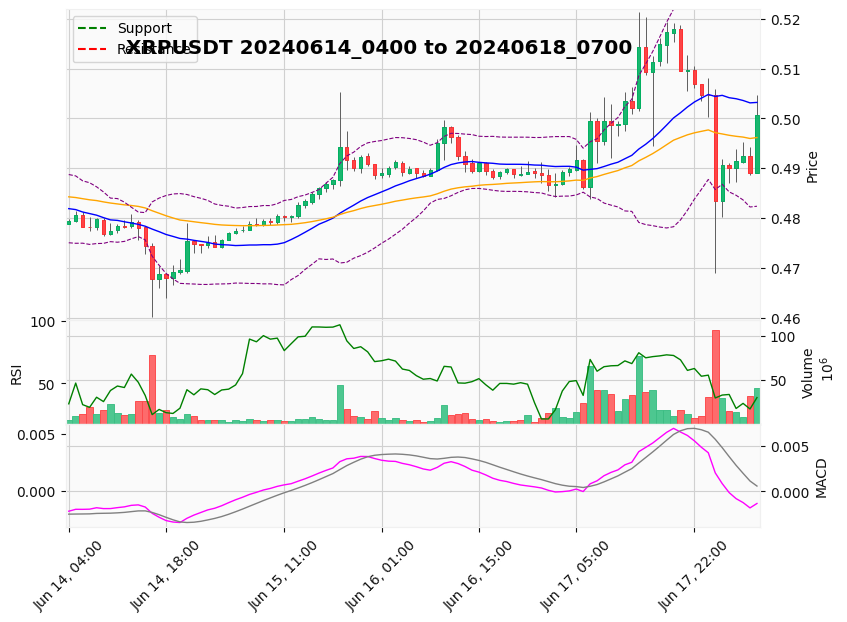 Support
Resistance
XRPUSDT 20240614_0400 to 20240618_0700
0.52
0.51
0.50
0.49
0.48
0.47
0.46
Price
100
50
RSI
100
50
Volume
10^6
0.005
0.000
0.005
0.000
MACD
Jun 14, 04:00
Jun 14, 18:00
Jun 15, 11:00
Jun 16, 01:00
Jun 16, 15:00
Jun 17, 05:00
Jun 17, 22:00